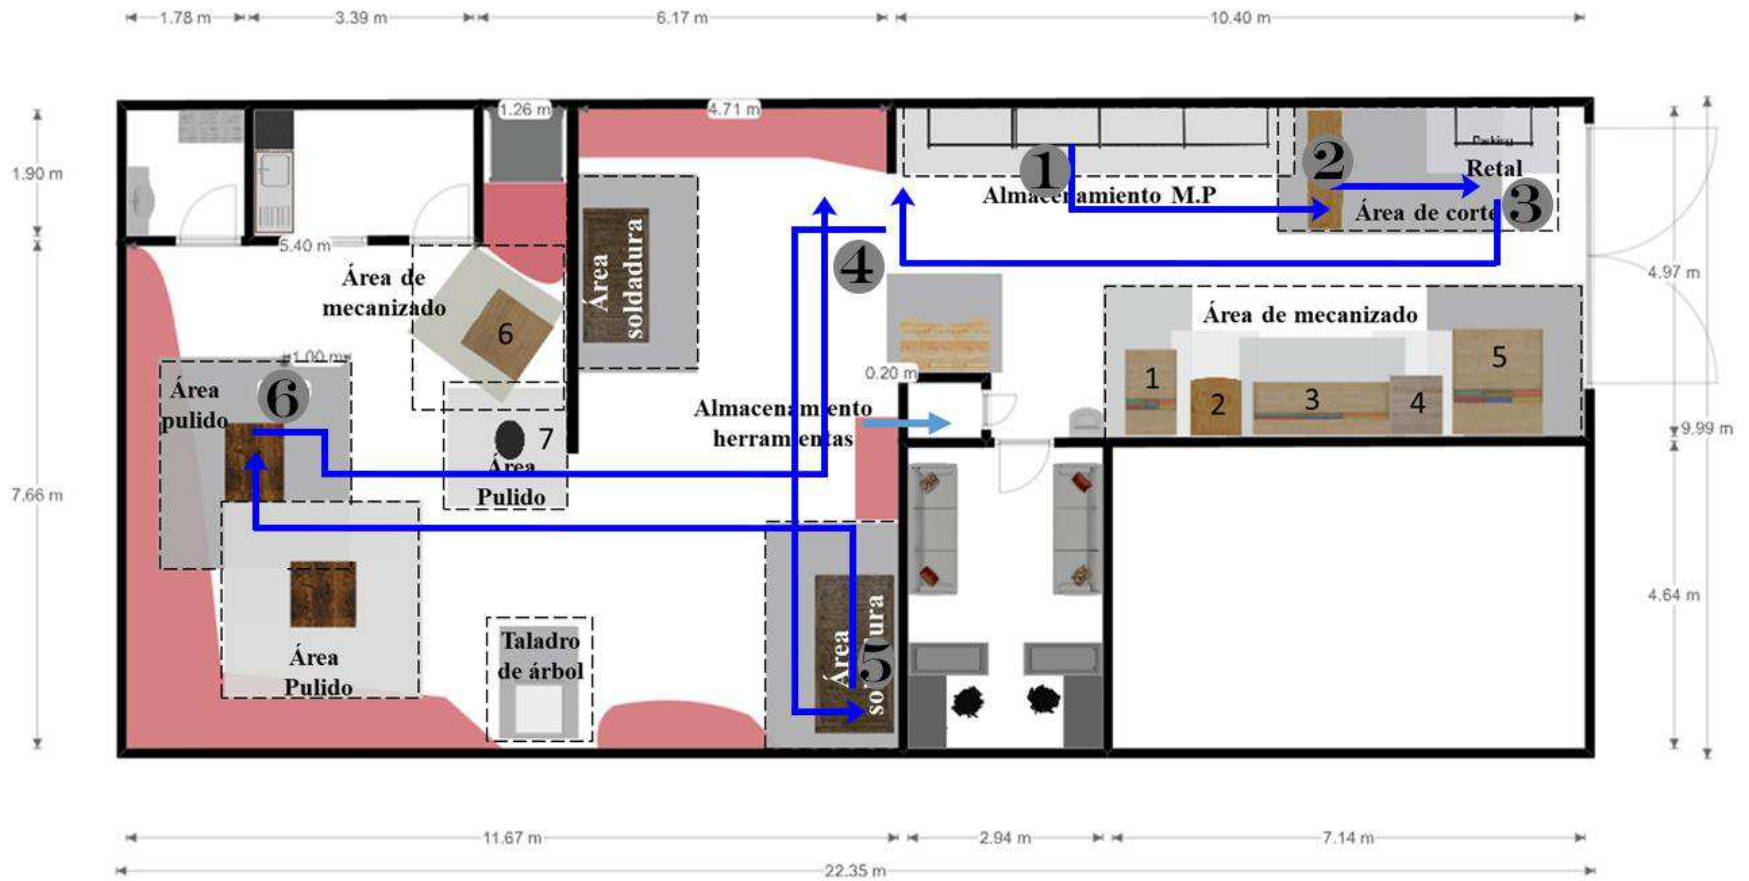 1.78 m
3.39 m
6.17 m
10.40 m
1.26 m
4.71 m
1.90 m
5.40 m
1
Almacenamiento M.P
2
Parking
Retal
Área de corte
3
Área de
mecanizado
Área
soldadura
4
4.97 m
Área de mecanizado
6
1.00 m
Área
pulido
6
0.20 m
1
2
3
4
5
Almacenamiento
herramientas
7
Área
Pulido
9.99 m
7.66 m
4.64 m
Área
Pulido
Taladro
de árbol
Área
soldadura
5
11.67 m
2.94 m
7.14 m
22.35 m